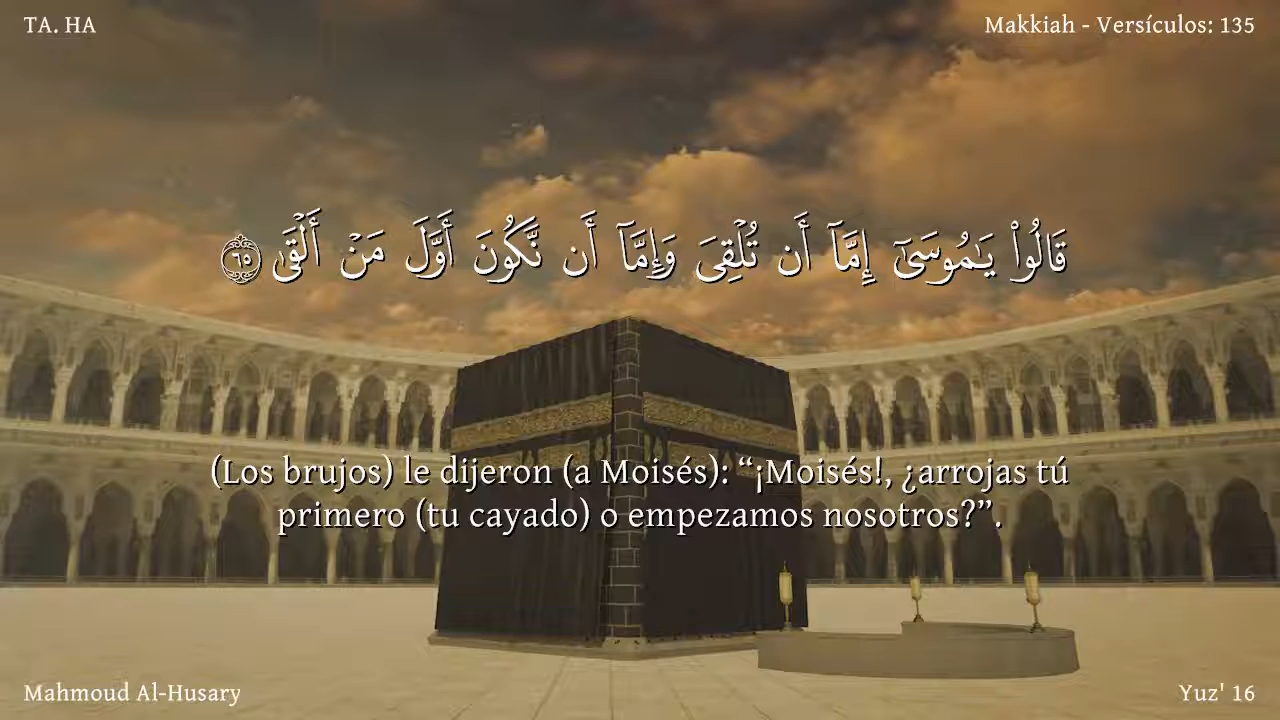 TA. HA
Makkiah - Versículos: 135
قَالُوا۟ يَـٰمُوسَىٰٓ إِمَّآ أَن تُلْقِىَ وَإِمَّآ أَن نَّكُونَ أَوَّلَ مَنْ أَلْقَىٰ ٦٥
(Los brujos) le dijeron (a Moisés): “¡Moisés!, ¿arrojas tú
primero (tu cayado) o empezamos nosotros?”.
Mahmoud Al-Husary
Yuz' 16